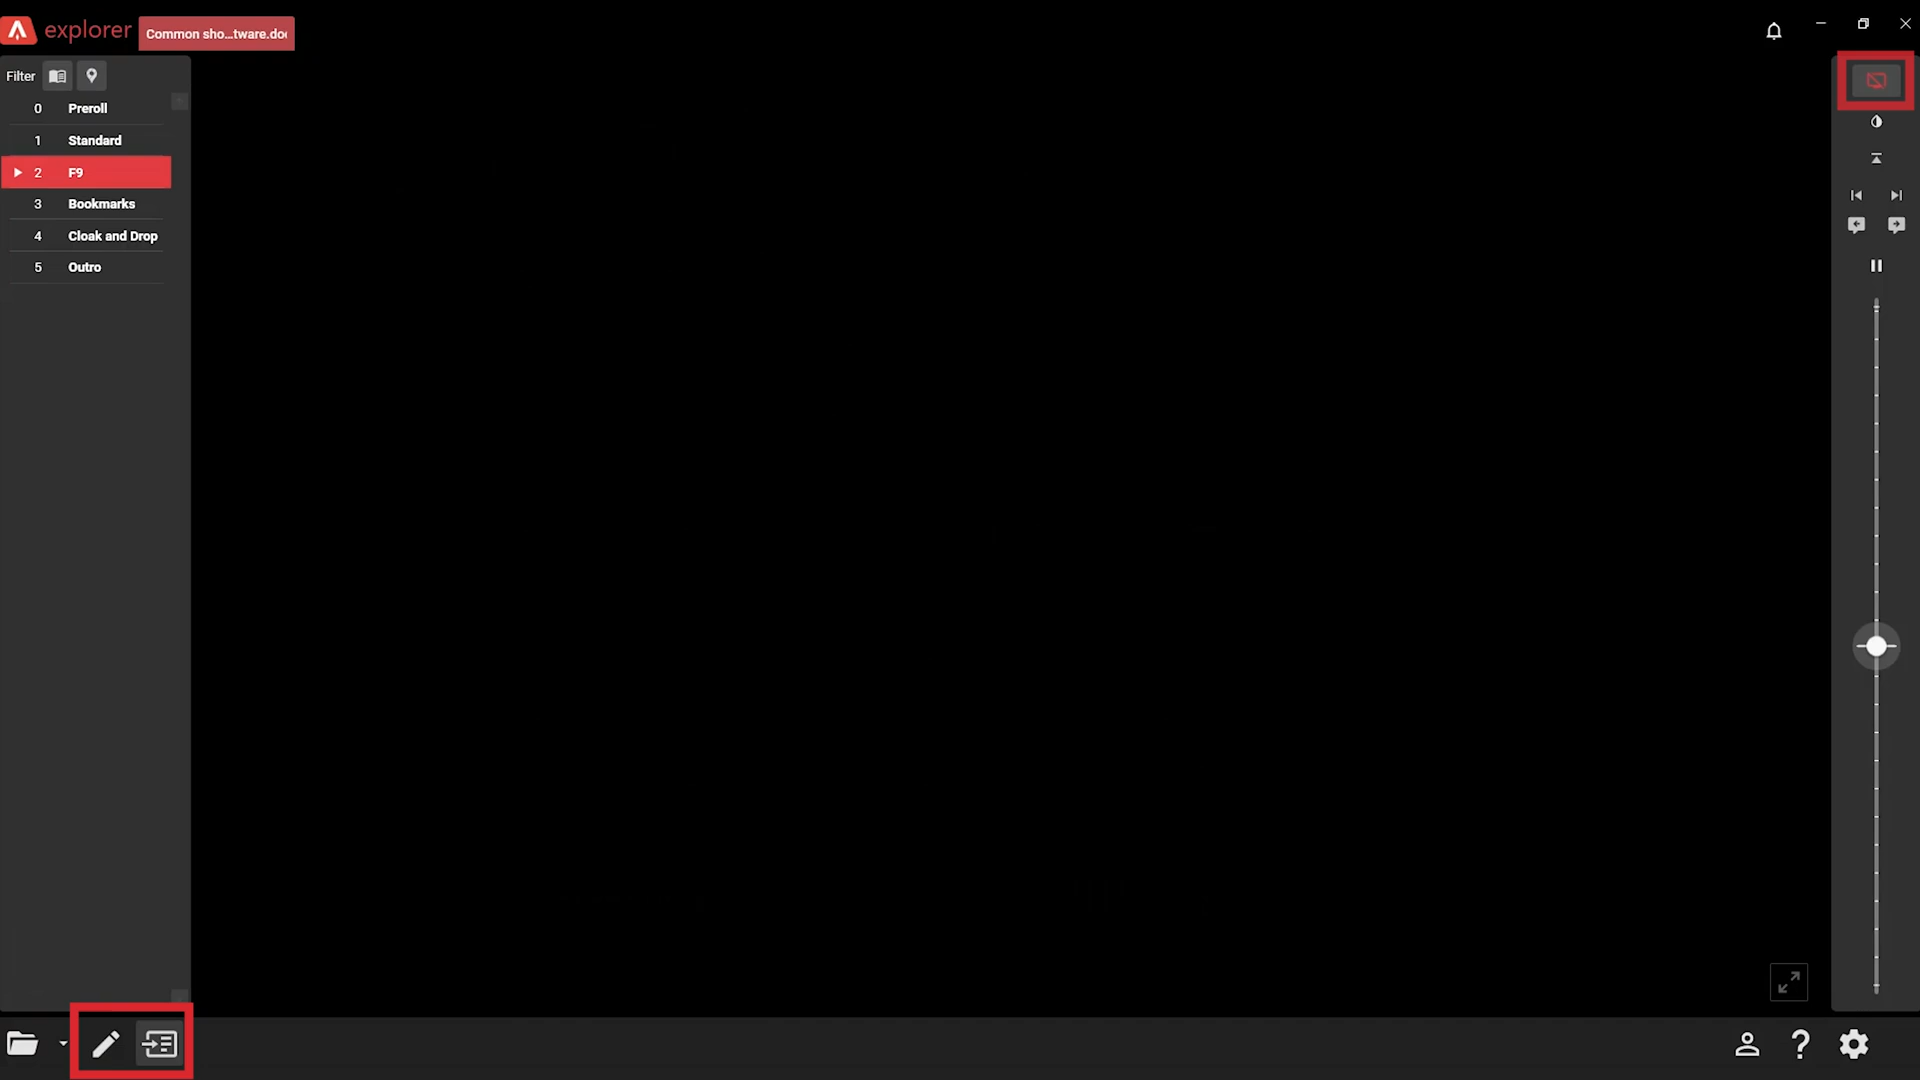 explorer
Common sho...tware.doc
Filter
0 Preroll
1 Standard
2 F9
3 Bookmarks
4 Cloak and Drop
5 Outro